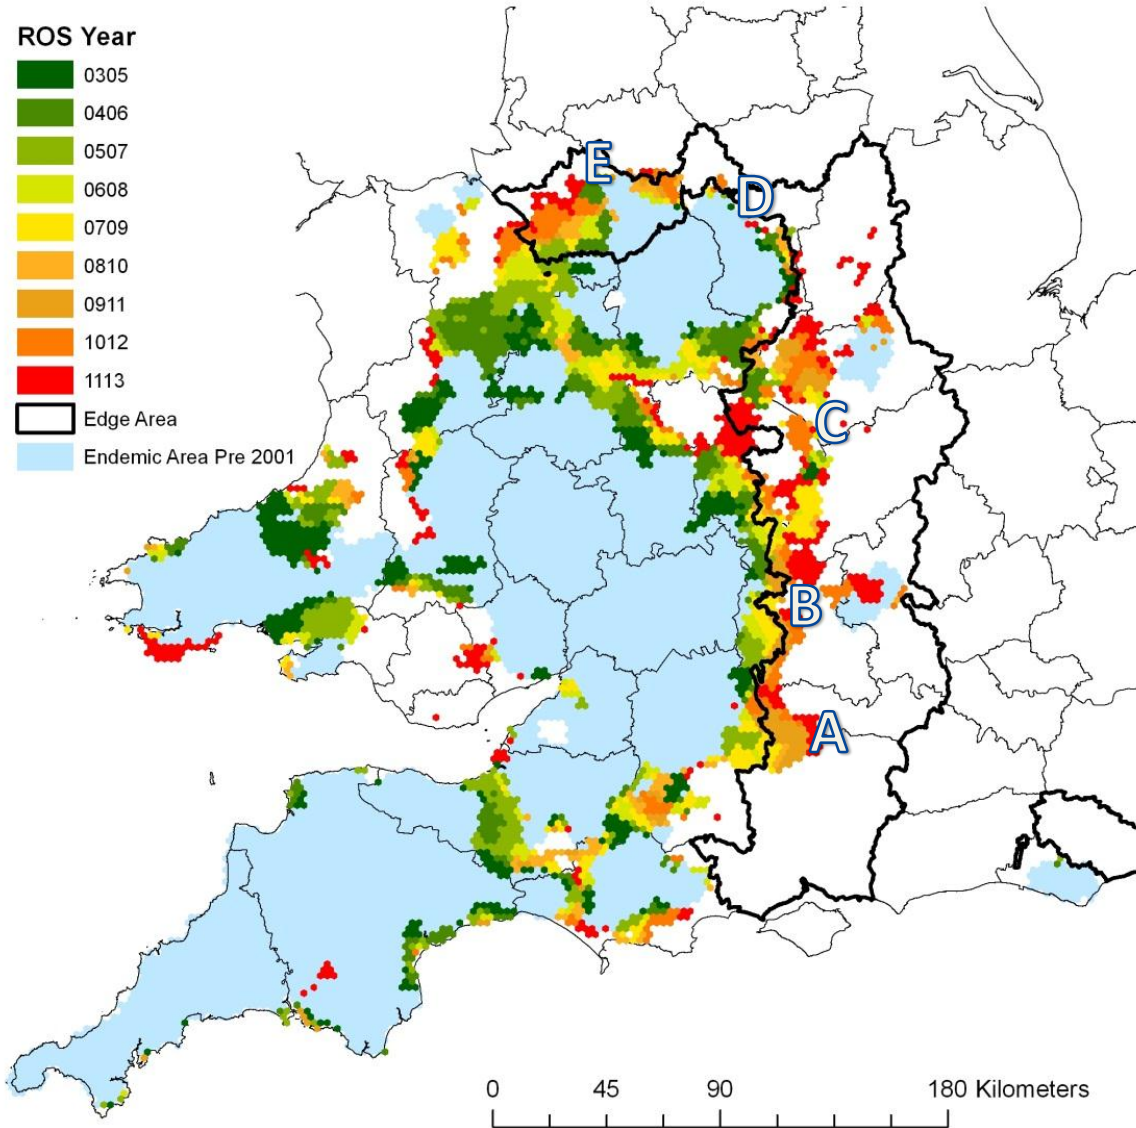 ROS Year
0305
0406
0507
0608
0709
0810
0911
1012
1113
Edge Area
Endemic Area Pre 2001
E
D
C
B
A
0 45 90 180 Kilometers